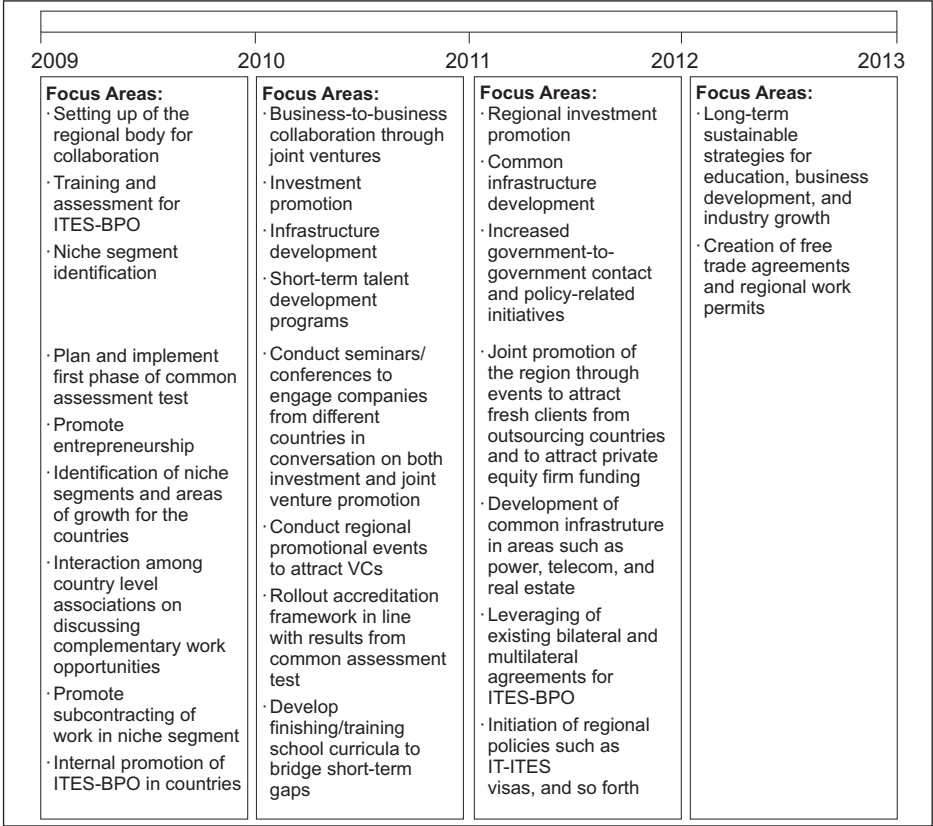 2009
2010
2011
2012
2013
Focus Areas:
· Setting up of the
regional body for
collaboration
· Training and
assessment for
ITES-BPO
· Niche segment
identification
· Plan and implement
first phase of common
assessment test
· Promote
entrepreneurship
· Identification of niche
segments and areas
of growth for the
countries
· Interaction among
country level
associations on
discussing
complementary work
opportunities
· Promote
subcontracting of
work in niche segment
· Internal promotion of
ITES-BPO in countries
Focus Areas:
· Business-to-business
collaboration through
joint ventures
· Investment
promotion
· Infrastructure
development
· Short-term talent
development
programs
· Conduct seminars/
conferences to
engage companies
from different
countries in
conversation on both
investment and joint
venture promotion
· Conduct regional
promotional events
to attract VCs
· Rollout accreditation
framework in line
with results from
common assessment
test
· Develop
finishing/training
school curricula to
bridge short-term
gaps
Focus Areas:
· Regional investment
promotion
· Common
infrastructure
development
· Increased
government-to-
government contact
and policy-related
initiatives
· Joint promotion of
the region through
events to attract
fresh clients from
outsourcing countries
and to attract private
equity firm funding
· Development of
common infrastruture
in areas such as
power, telecom, and
real estate
· Leveraging of
existing bilateral and
multilateral
agreements for
ITES-BPO
· Initiation of regional
policies such as
IT-ITES
visas, and so forth
Focus Areas:
· Long-term
sustainable
strategies for
education, business
development, and
industry growth
· Creation of free
trade agreements
and regional work
permits